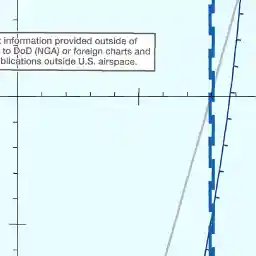 information provided outside of
to DoD (NGA) or foreign charts and
blications outside U.S. airspace.